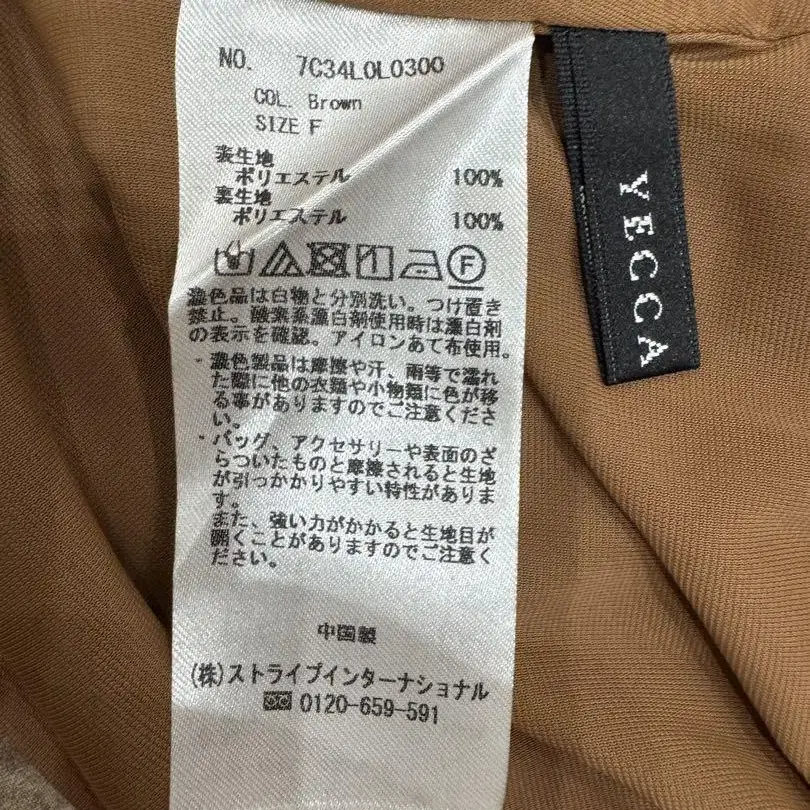 NO. 7C34L0L0300
COL. Brown
SIZE F
表生地
ポリエステル 100%
裏生地
ポリエステル 100%
F
濃色品は白物と分別洗い。つけ置き
禁止。酸素系漂白剤使用時は漂白剤
の表示を確認。アイロンあて布使用。
・濃色製品は摩擦や汗、雨等で濡れ
た際に他の衣類や小物類に色が移
る事がありますのでご注意くださ
い。
・バッグ、アクセサリーや表面のざ
らついたものと摩擦されると生地
が引っかかりやすい特性がありま
す。
また、強い力がかかると生地目が
開くことがありますのでご注意く
ださい。
中国製
(株)ストライプインターナショナル
0120-659-591
YECCA